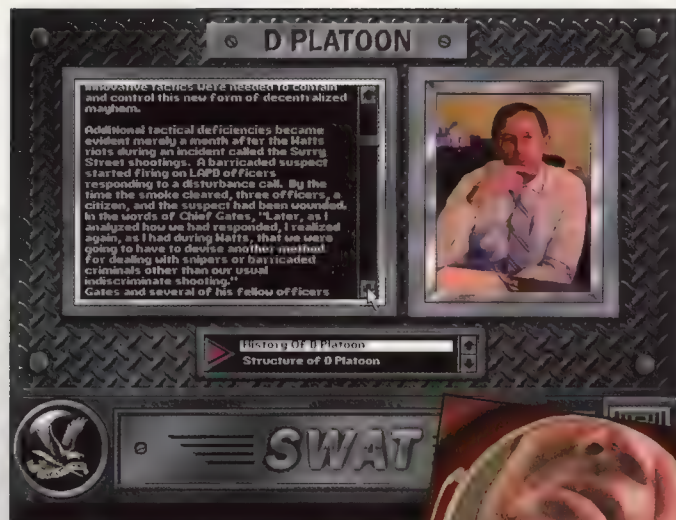 D PLATOON
innovative tactics were needed to contain
and control this new form of decentralized
mayhem.
Additional tactical deficiencies became
evident merely a month after the Watts
riots during an incident called the Surry
Street shootings. A barricaded suspect
started firing on LAPD officers
responding to a disturbance call. By the
time the smoke cleared, three officers, a
citizen, and the suspect had been wounded.
In the words of Chief Gates, "Later, as I
analyzed how we had responded, I realized
again, as I had during Watts, that we were
going to have to devise another method
for dealing with snipers or barricaded
criminals other than our usual
indiscriminate shooting."
Gates and several of his fellow officers
History Of D Platoon
Structure of D Platoon
SWAT